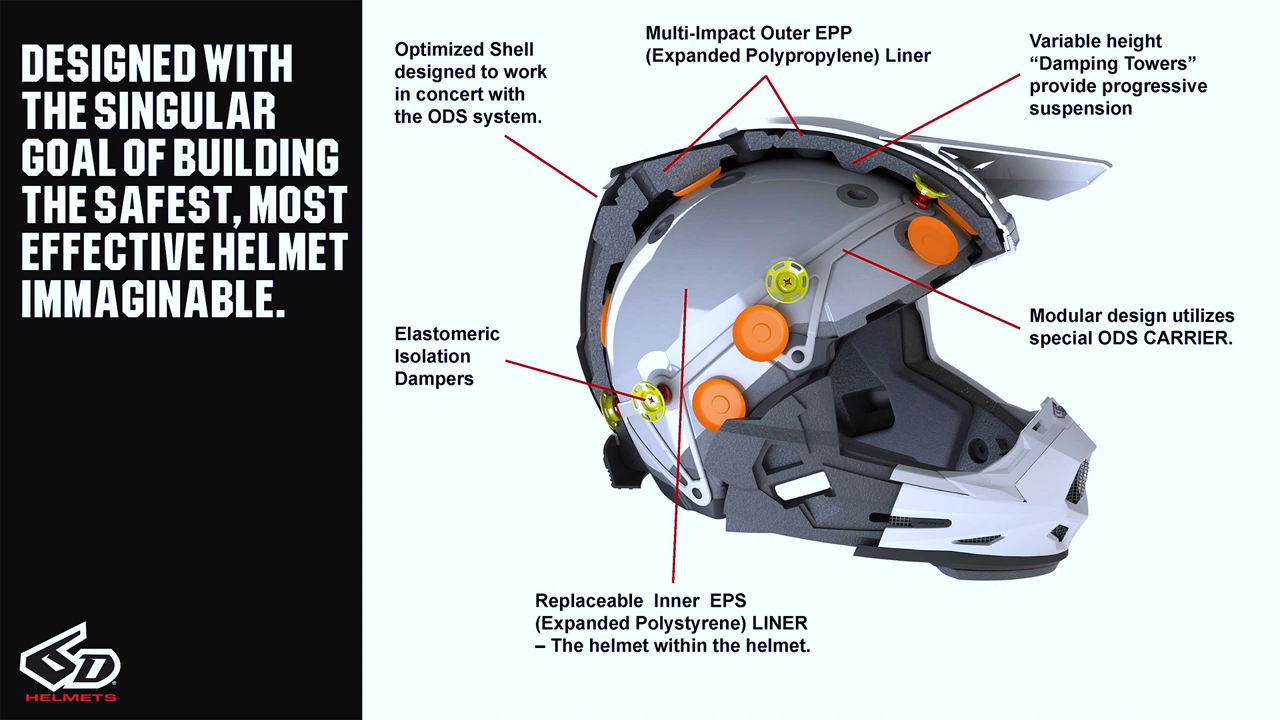 DESIGNED WITH
THE SINGULAR
GOAL OF BUILDING
THE SAFEST, MOST
EFFECTIVE HELMET
IMMAGINABLE.
6D
HELMETS
Optimized Shell
designed to work
in concert with
the ODS system.
Multi-Impact Outer EPP
(Expanded Polypropylene) Liner
Variable height
“Damping Towers”
provide progressive
suspension
Elastomeric
Isolation
Dampers
Modular design utilizes
special ODS CARRIER.
Replaceable Inner EPS
(Expanded Polystyrene) LINER
– The helmet within the helmet.